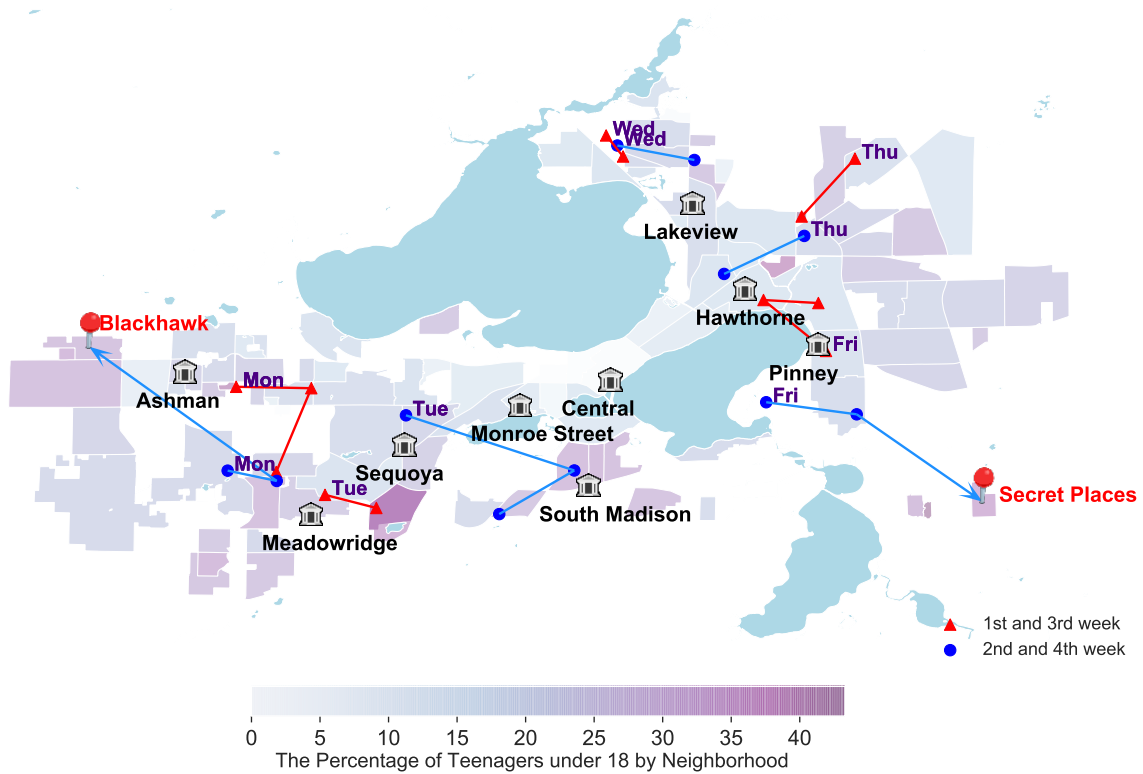 Wed
Wed
Thu
Lakeview
Thu
Hawthorne
Blackhawk
Fri
Pinney
Mon
Ashman
Fri
Central
Tue
Monroe Street
Mon
Sequoya
Tue
Secret Places
South Madison
Meadowridge
1st and 3rd week
2nd and 4th week
0 5 10 15 20 25 30 35 40
The Percentage of Teenagers under 18 by Neighborhood